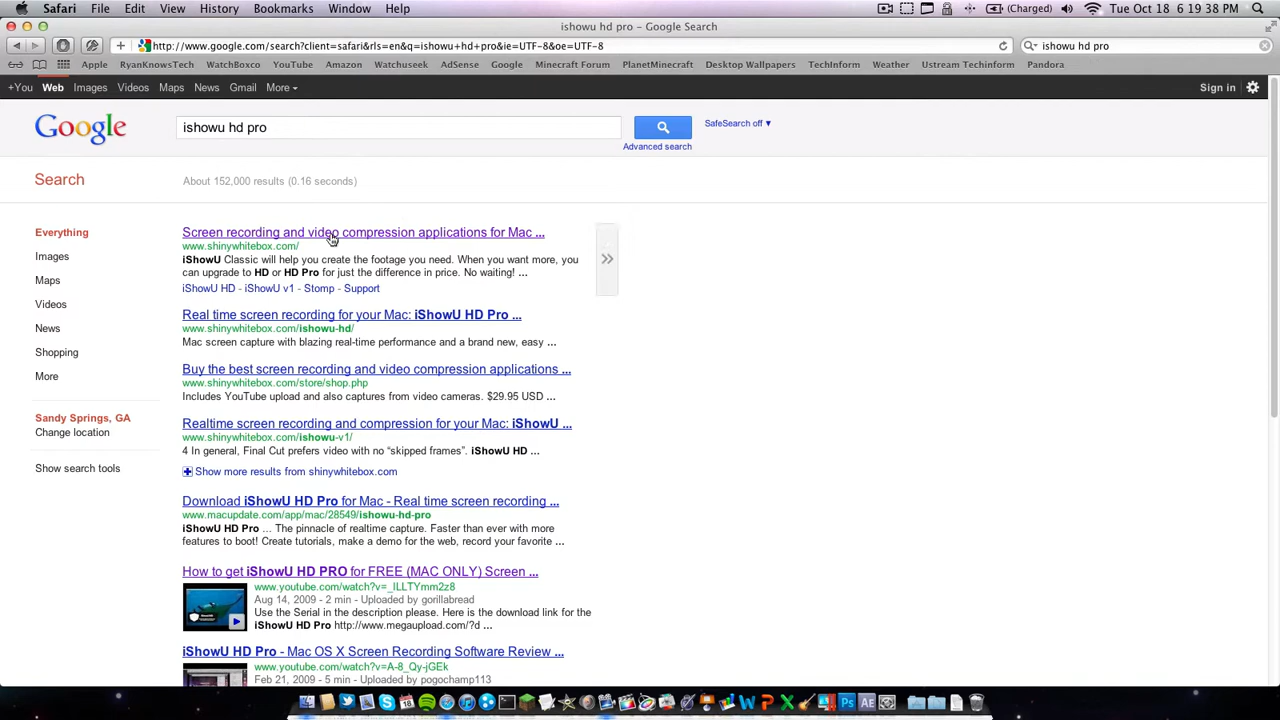 Safari File Edit View History Bookmarks Window Help (Charged) Tue Oct 18 6:19:38 PM
ishowu hd pro - Google Search
http://www.google.com/search?client=safari&rls=en&q=ishowu+hd+pro&ie=UTF-8&oe=UTF-8 ishowu hd pro
Apple RyanKnowsTech WatchBoxco YouTube Amazon Watchuseek AdSense Google Minecraft Forum PlanetMinecraft Desktop Wallpapers TechInform Weather Ustream Techinform Pandora
+You Web Images Videos Maps News Gmail More Sign in
Google ishowu hd pro SafeSearch off ▼
Advanced search
Search About 152,000 results (0.16 seconds)
Everything
Images
Maps
Videos
News
Shopping
More
Sandy Springs, GA
Change location
Show search tools
Screen recording and video compression applications for Mac ...
www.shinywhitebox.com/
iShowU Classic will help you create the footage you need. When you want more, you
can upgrade to HD or HD Pro for just the difference in price. No waiting! ...
iShowU HD - iShowU v1 - Stomp - Support
Real time screen recording for your Mac: iShowU HD Pro ...
www.shinywhitebox.com/ishowu-hd/
Mac screen capture with blazing real-time performance and a brand new, easy ...
Buy the best screen recording and video compression applications ...
www.shinywhitebox.com/store/shop.php
Includes YouTube upload and also captures from video cameras. $29.95 USD ...
Realtime screen recording and compression for your Mac: iShowU ...
www.shinywhitebox.com/ishowu-v1/
4 In general, Final Cut prefers video with no “skipped frames”. iShowU HD ...
Show more results from shinywhitebox.com
Download iShowU HD Pro for Mac - Real time screen recording ...
www.macupdate.com/app/mac/28549/ishowu-hd-pro
iShowU HD Pro ... The pinnacle of realtime capture. Faster than ever with more
features to boot! Create tutorials, make a demo for the web, record your favorite ...
How to get iShowU HD PRO for FREE (MAC ONLY) Screen ...
www.youtube.com/watch?v=_ILLTYmm2z8
Aug 14, 2009 - 2 min - Uploaded by gorillabread
Use the Serial in the description please. Here is the download link for the
iShowU HD Pro http://www.megaupload.com/?d ...
iShowU HD Pro - Mac OS X Screen Recording Software Review ...
www.youtube.com/watch?v=A-8_Qy-jGEk
Feb 21, 2009 - 5 min - Uploaded by pogochamp113